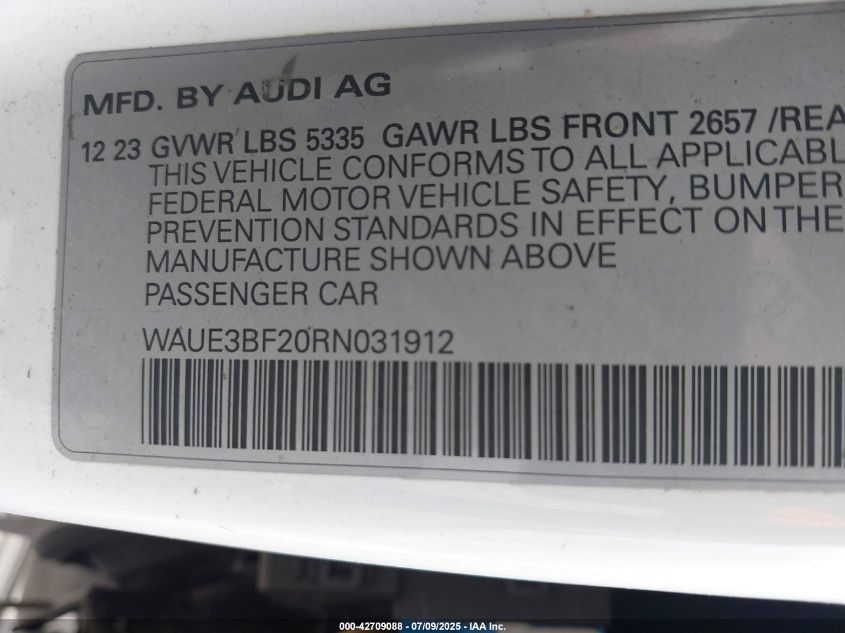 MFD. BY AUDI AG
12 23 GVWR LBS 5335 GAWR LBS FRONT 2657 /REA
THIS VEHICLE CONFORMS TO ALL APPLICABL
FEDERAL MOTOR VEHICLE SAFETY, BUMPER
PREVENTION STANDARDS IN EFFECT ON THE
MANUFACTURE SHOWN ABOVE
PASSENGER CAR
WAUE3BF20RN031912
000-42709088 - 07/09/2025 - IAA Inc.